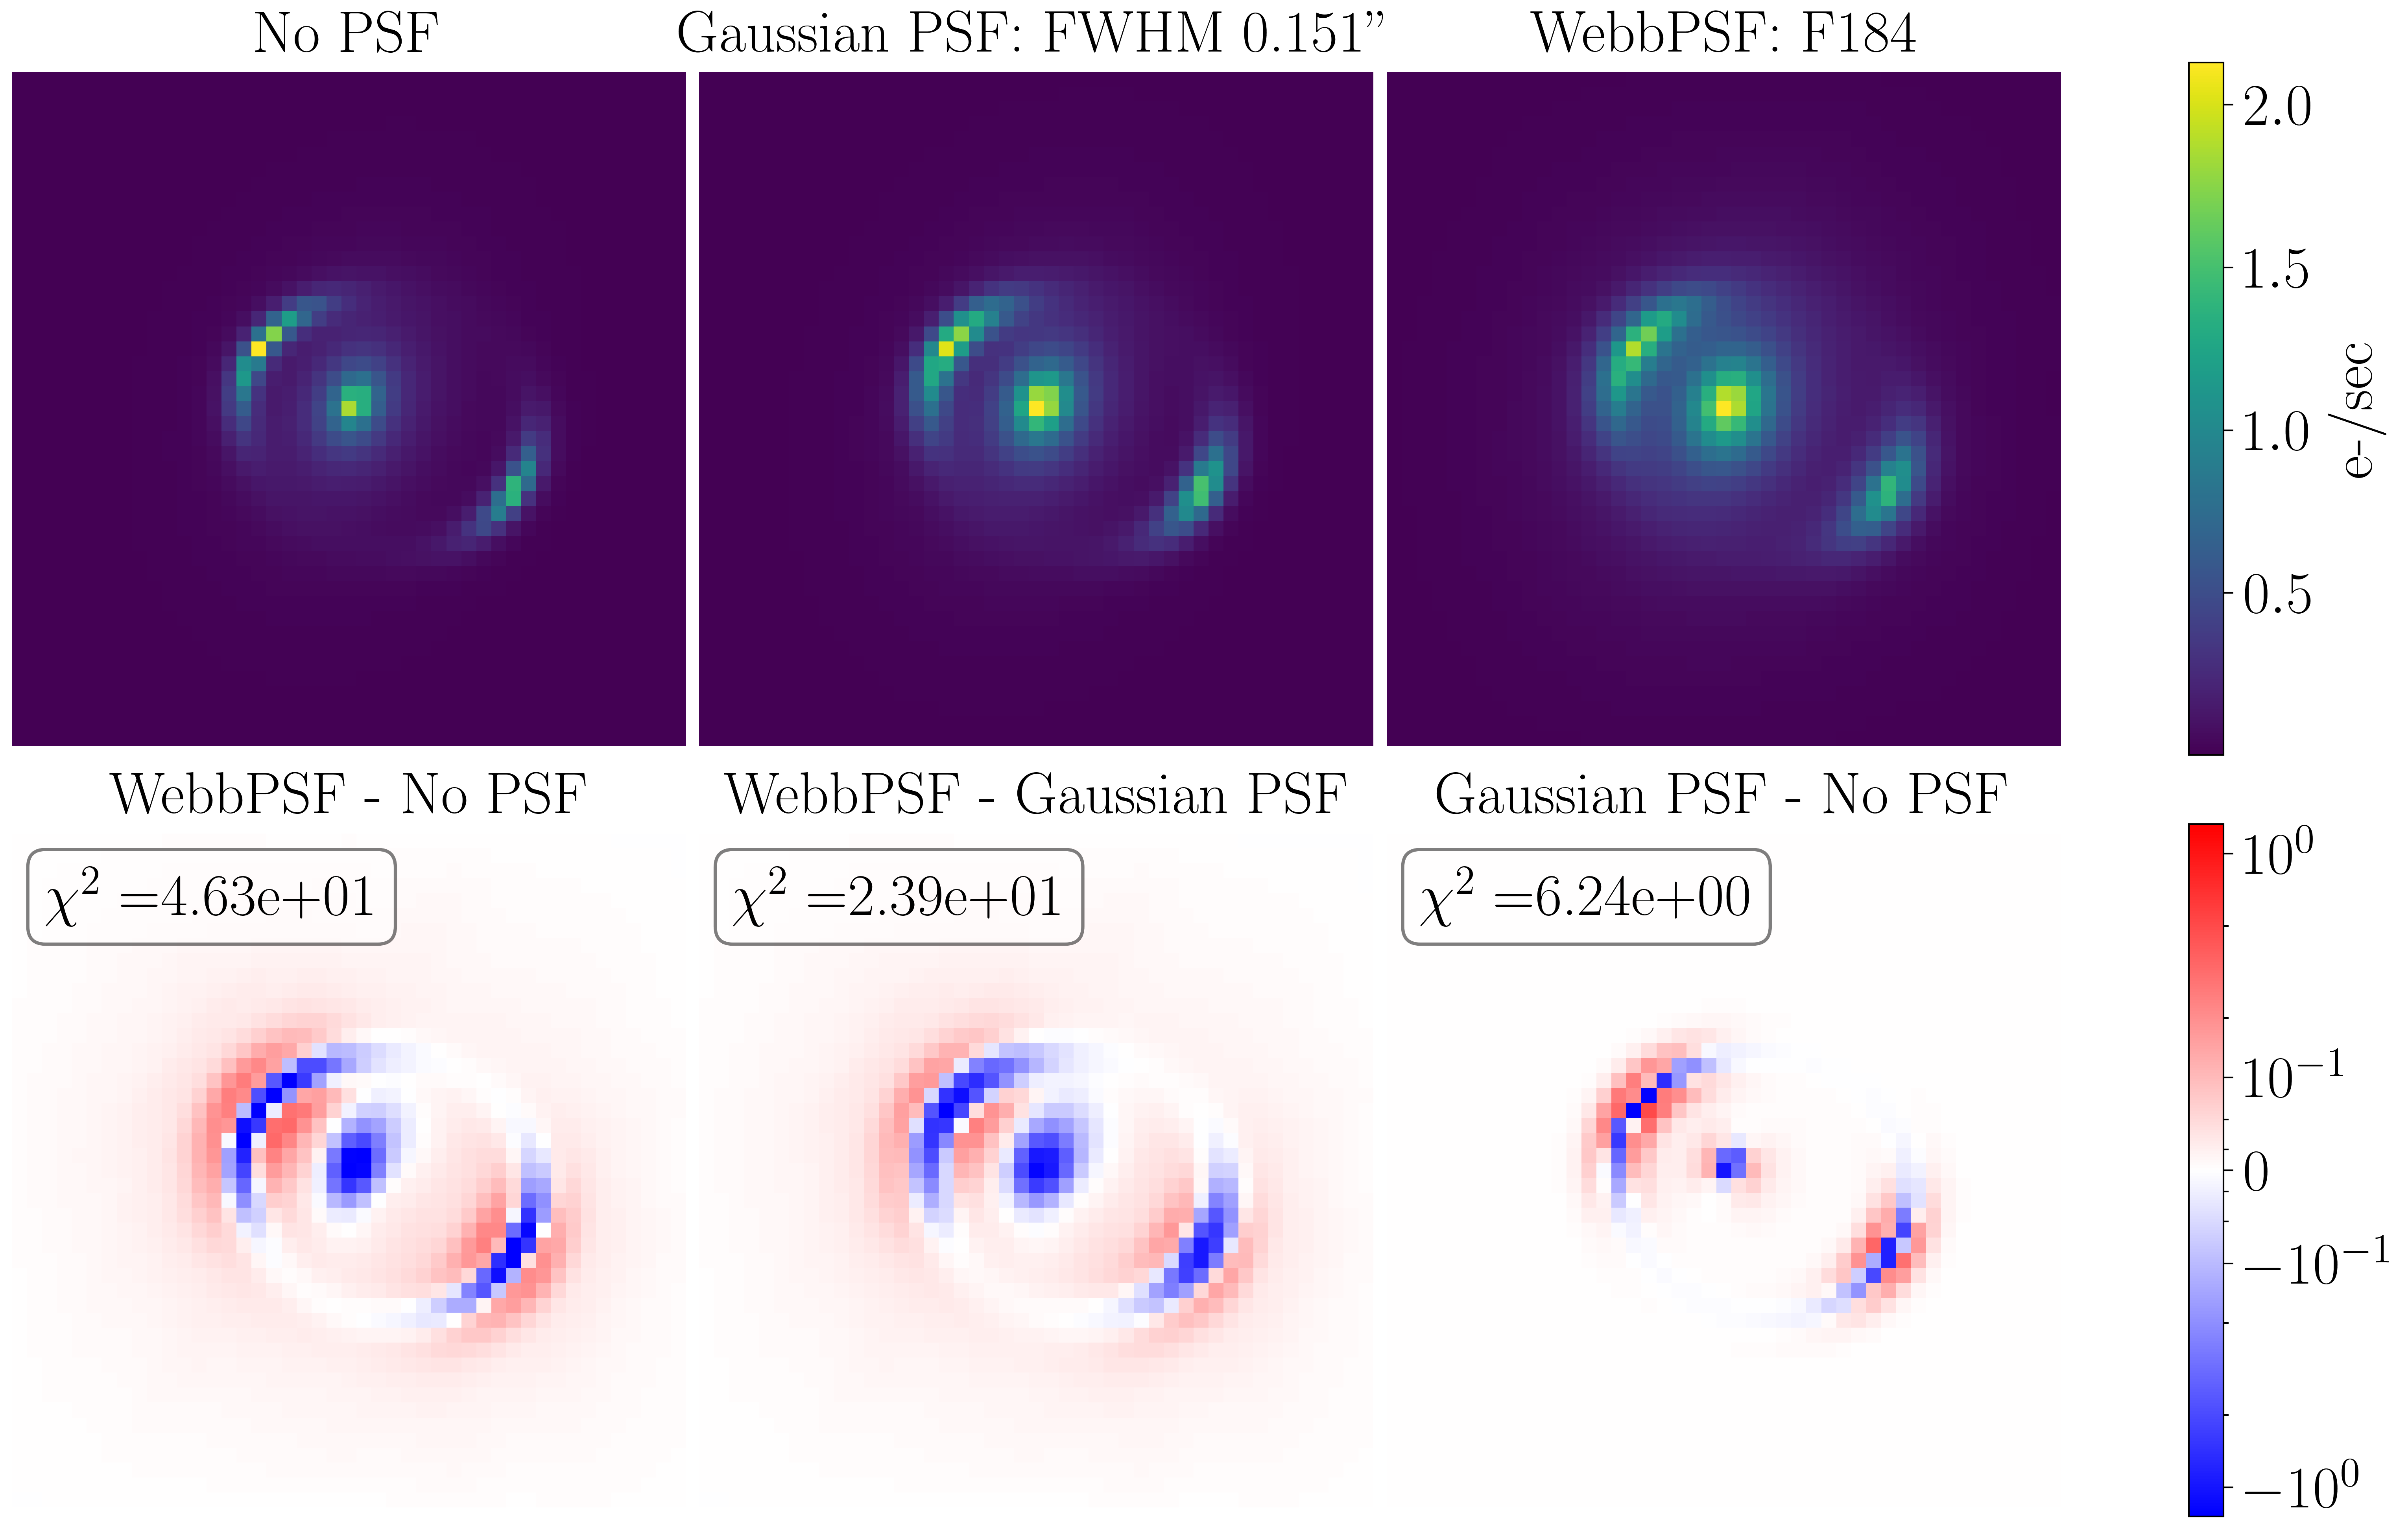 No PSF
Gaussian PSF: FWHM 0.151”
WebbPSF: F184
2.0
1.5
1.0
0.5
e-/sec
WebbPSF - No PSF
WebbPSF - Gaussian PSF
Gaussian PSF - No PSF
χ² =4.63e+01
χ² =2.39e+01
χ² =6.24e+00
10⁰
10⁻¹
0
−10⁻¹
−10⁰